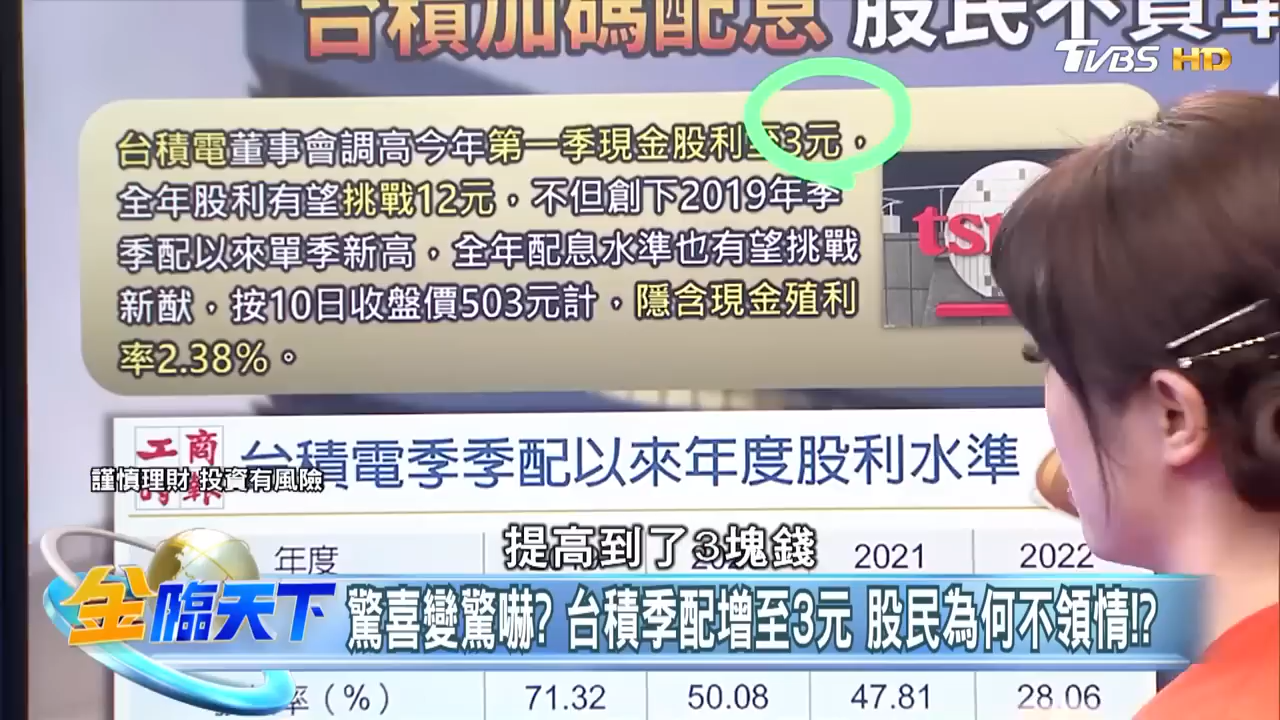 台積加碼配息 股民不買單
TVBS HD
台積電董事會調高今年第一季現金股利至3元，
全年股利有望挑戰12元，不但創下2019年季
季配以來單季新高，全年配息水準也有望挑戰
新猷，按10日收盤價503元計，隱含現金殖利
率2.38%。
工商
台積電季季配以來年度股利水準
謹慎理財 投資有風險
年度
2021
2022
提高到了3塊錢
金臨天下
驚喜變驚嚇? 台積季配增至3元 股民為何不領情!?
率（%）
71.32
50.08
47.81
28.06